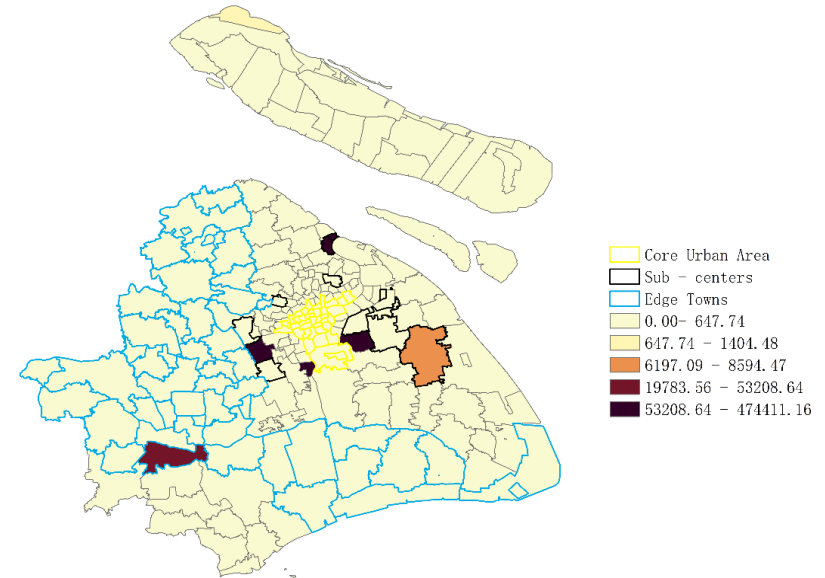 Core Urban Area
Sub - centers
Edge Towns
0.00- 647.74
647.74 - 1404.48
6197.09 - 8594.47
19783.56 - 53208.64
53208.64 - 474411.16